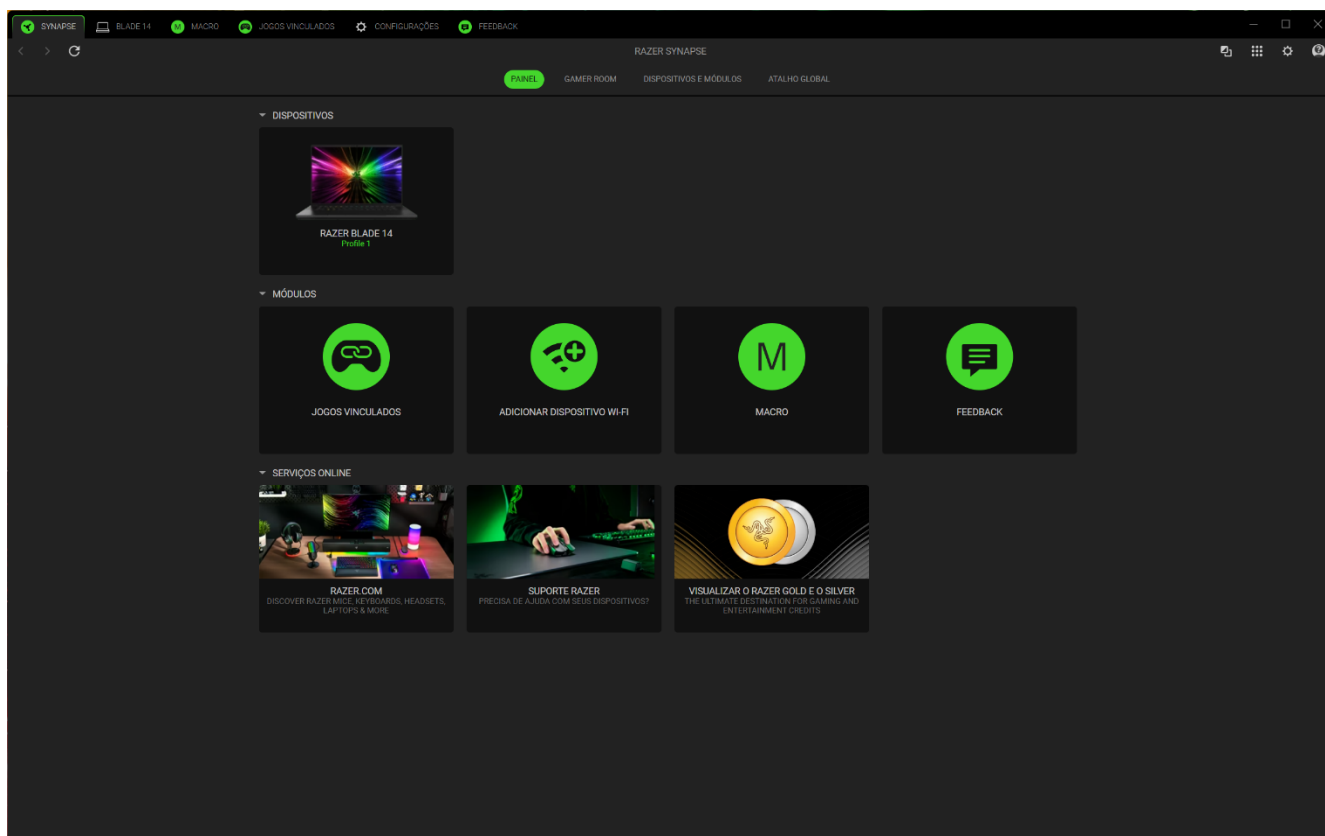 SYNAPSE
BLADE 14
M
MACRO
JOGOS VINCULADOS
CONFIGURAÇÕES
FEEDBACK
RAZER SYNAPSE
PAINEL
GAMER ROOM
DISPOSITIVOS E MÓDULOS
ATALHO GLOBAL
DISPOSITIVOS
RAZER BLADE 14
Profile 1
MÓDULOS
JOGOS VINCULADOS
ADICIONAR DISPOSITIVO WI-FI
M
MACRO
FEEDBACK
SERVIÇOS ONLINE
RAZER.COM
DISCOVER RAZER MICE, KEYBOARDS, HEADSETS,
LAPTOPS & MORE
SUPORTE RAZER
PRECISA DE AJUDA COM SEUS DISPOSITIVOS?
VISUALIZAR O RAZER GOLD E O SILVER
THE ULTIMATE DESTINATION FOR GAMING AND
ENTERTAINMENT CREDITS